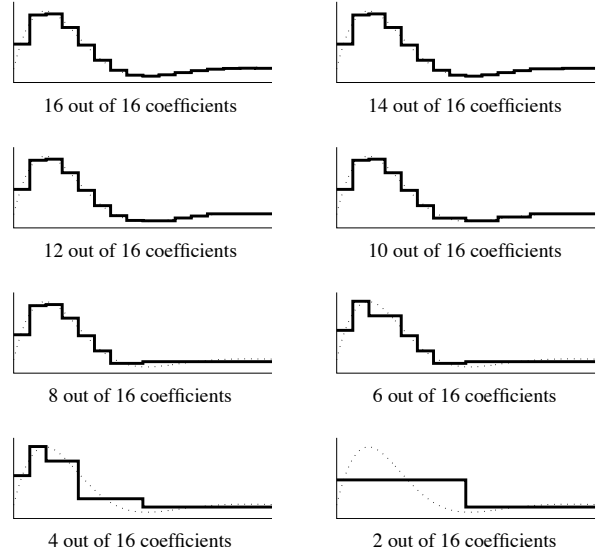 16 out of 16 coefficients
14 out of 16 coefficients
12 out of 16 coefficients
10 out of 16 coefficients
8 out of 16 coefficients
6 out of 16 coefficients
4 out of 16 coefficients
2 out of 16 coefficients